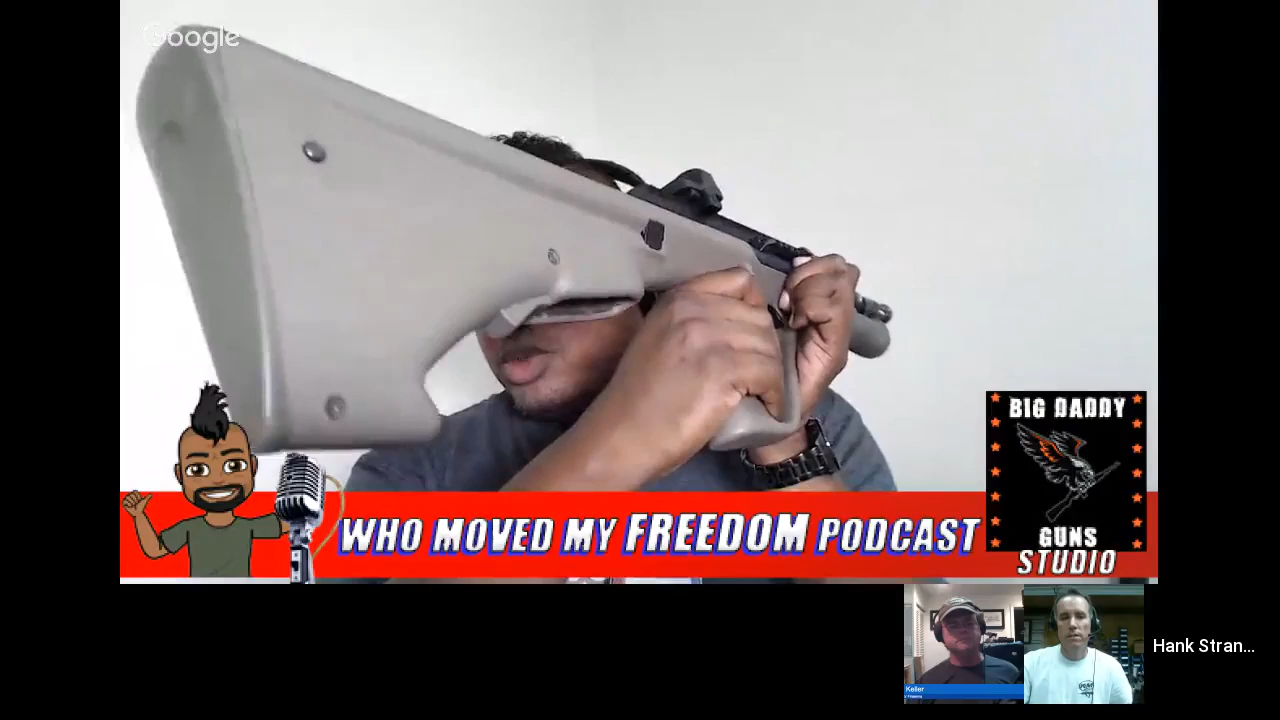 Google
BIG DADDY
GUNS
STUDIO
WHO MOVED MY FREEDOM PODCAST
Keller
Hank Stran...